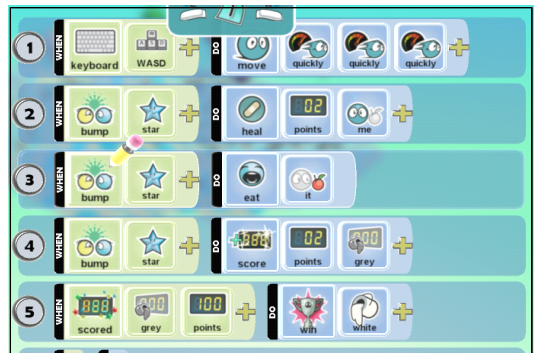 1 WHEN keyboard WASD DO move quickly quickly quickly
2 WHEN bump star DO heal 02 points me
3 WHEN bump star DO eat it
4 WHEN bump star DO score 02 points grey
5 WHEN scored grey 100 points DO win white